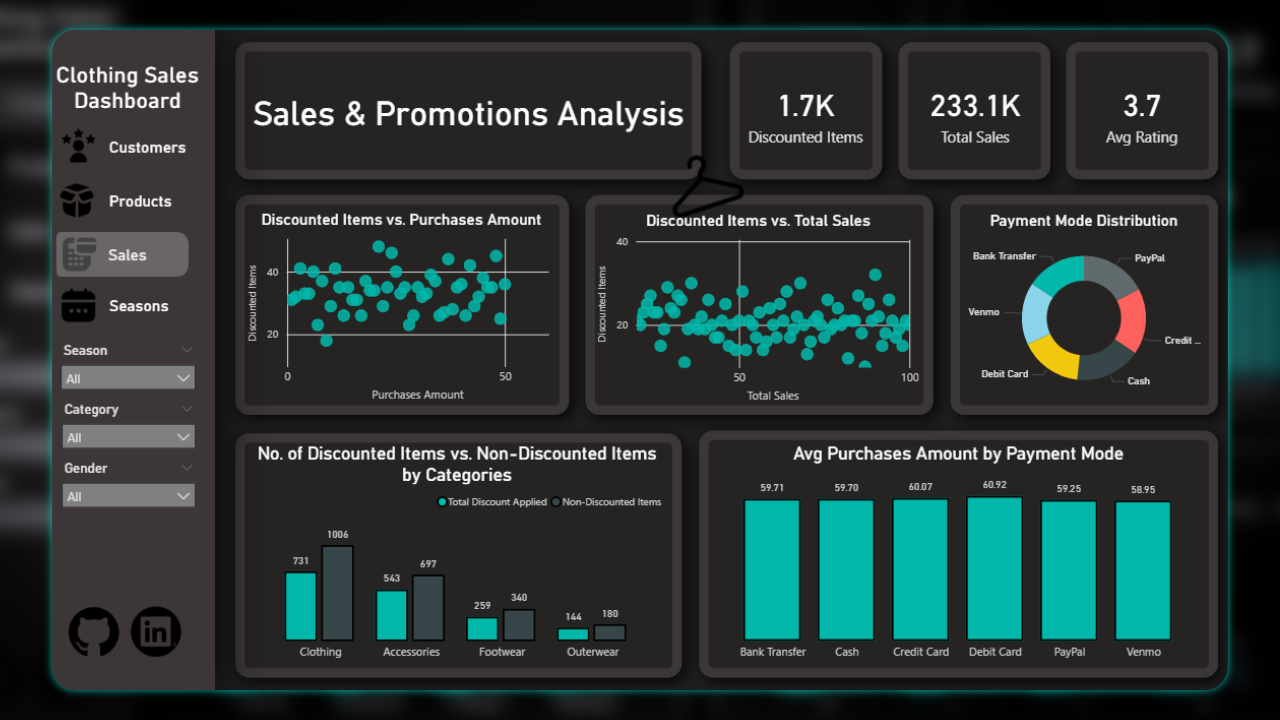 Clothing Sales
Dashboard
Customers
Products
Sales
Seasons
Season
All
Category
All
Gender
All
in
Sales & Promotions Analysis
1.7K
Discounted Items
233.1K
Total Sales
3.7
Avg Rating
Discounted Items vs. Purchases Amount
Discounted Items
40
20
0
50
Purchases Amount
Discounted Items vs. Total Sales
Discounted Items
40
20
50
100
Total Sales
Payment Mode Distribution
Bank Transfer
PayPal
Venmo
Credit ...
Debit Card
Cash
No. of Discounted Items vs. Non-Discounted Items
by Categories
Total Discount Applied
Non-Discounted Items
731
1006
543
697
259
340
144
180
Clothing
Accessories
Footwear
Outerwear
Avg Purchases Amount by Payment Mode
59.71
59.70
60.07
60.92
59.25
58.95
Bank Transfer
Cash
Credit Card
Debit Card
PayPal
Venmo